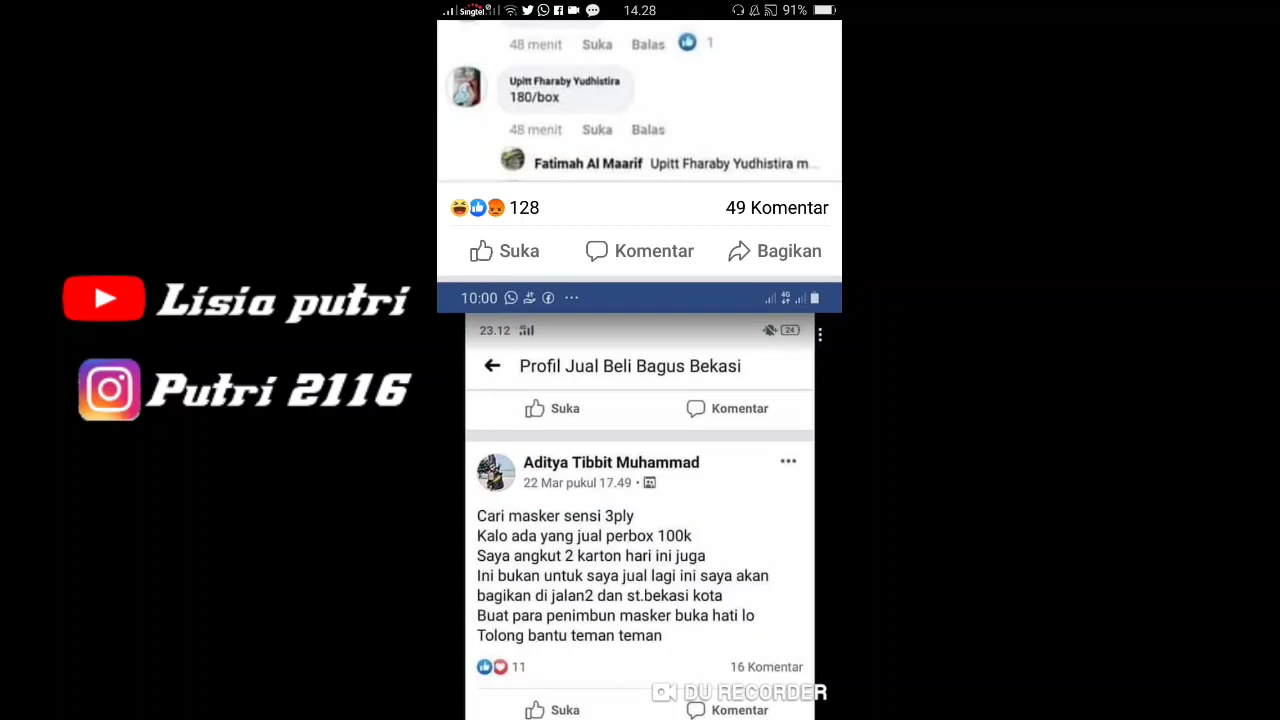 Singtel 14.28 91%
48 menit Suka Balas 1
Upitt Fharaby Yudhistira
180/box
48 menit Suka Balas
Fatimah Al Maarif Upitt Fharaby Yudhistira m...
128 49 Komentar
Suka Komentar Bagikan
10:00 ... 4G
23.12 24
Profil Jual Beli Bagus Bekasi
Suka Komentar
Aditya Tibbit Muhammad
22 Mar pukul 17.49 •
Cari masker sensi 3ply
Kalo ada yang jual perbox 100k
Saya angkut 2 karton hari ini juga
Ini bukan untuk saya jual lagi ini saya akan
bagikan di jalan2 dan st.bekasi kota
Buat para penimbun masker buka hati lo
Tolong bantu teman teman
11 16 Komentar
DU RECORDER
Suka Komentar
Lisia putri
Putri 2116